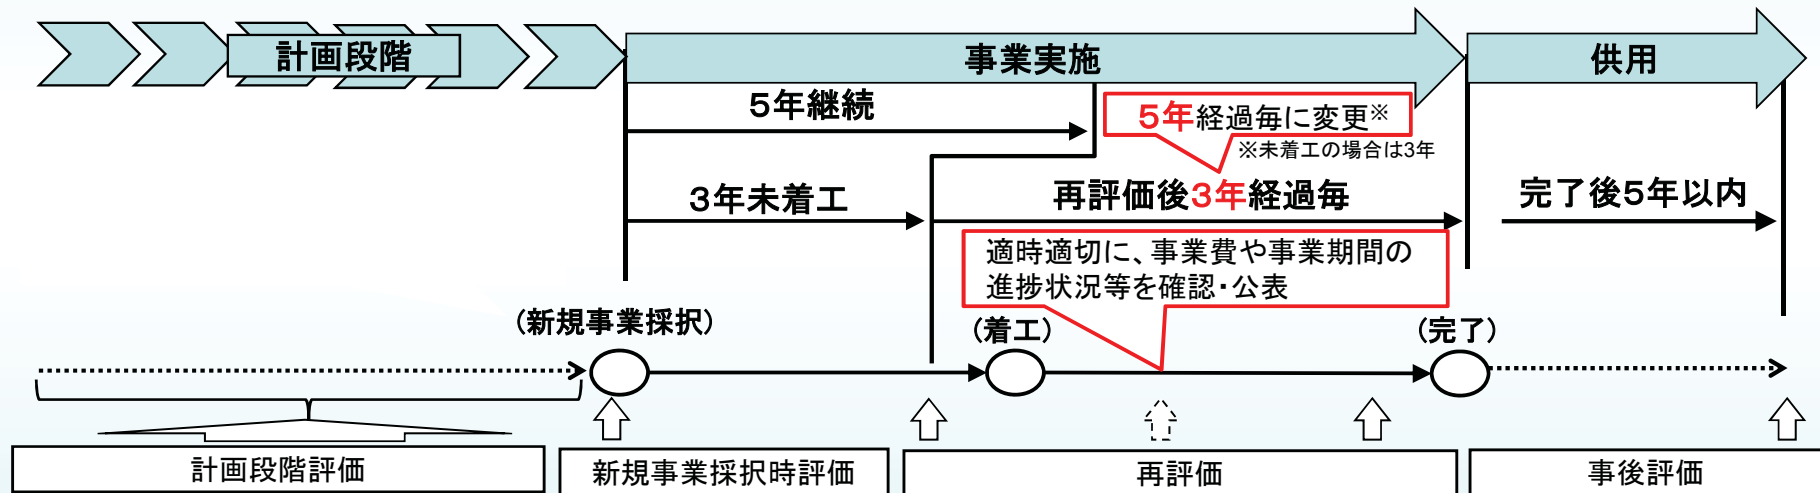 計画段階
事業実施
供用
5年継続
5年経過毎に変更※
※未着工の場合は3年
3年未着工
再評価後3年経過毎
完了後5年以内
適時適切に、事業費や事業期間の
進捗状況等を確認・公表
(新規事業採択)
(着工)
(完了)
計画段階評価
新規事業採択時評価
再評価
事後評価